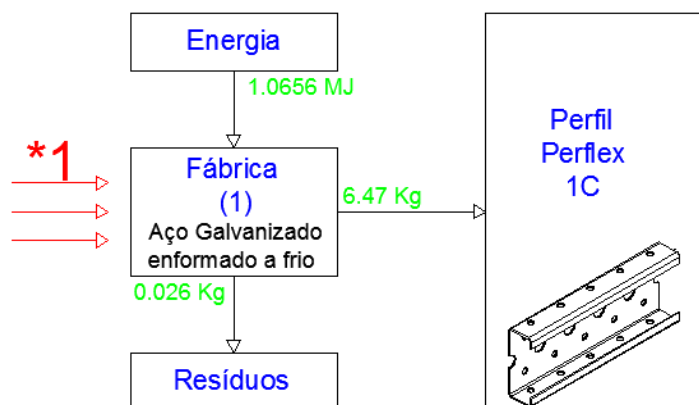 Energia
1.0656 MJ
*1
Fábrica
(1)
Aço Galvanizado
enformado a frio
6.47 Kg
0.026 Kg
Resíduos
Perfil
Perflex
1C